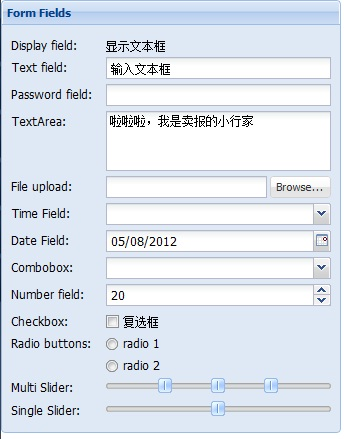 Form Fields
Display field: 显示文本框
Text field: 输入文本框
Password field:
TextArea: 啦啦啦，我是卖报的小行家
File upload: Browse...
Time Field:
Date Field: 05/08/2012
Combobox:
Number field: 20
Checkbox: 复选框
Radio buttons: radio 1
radio 2
Multi Slider:
Single Slider: